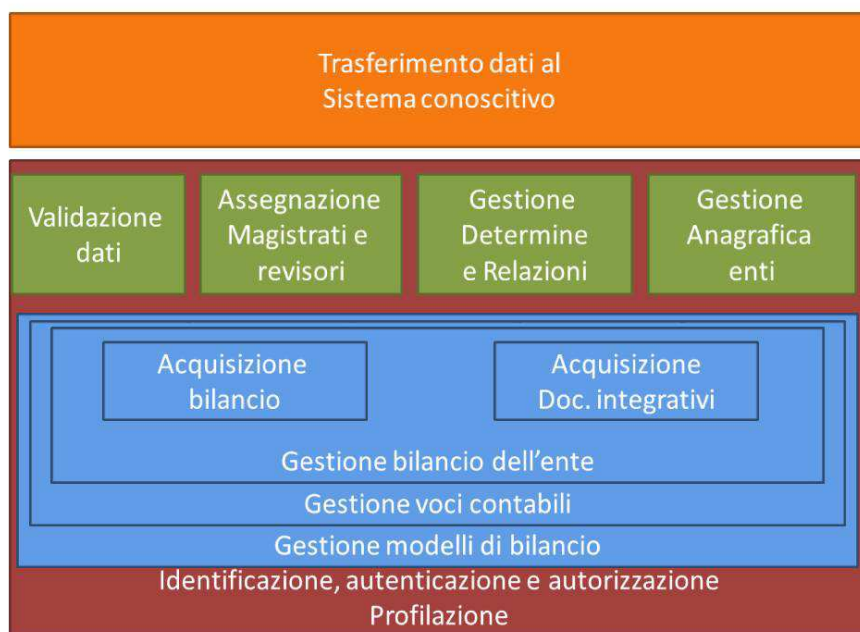 Trasferimento dati al
Sistema conoscitivo
Validazione
dati
Assegnazione
Magistrati e
revisori
Gestione
Determine
e Relazioni
Gestione
Anagrafica
enti
Acquisizione
bilancio
Acquisizione
Doc. integrativi
Gestione bilancio dell'ente
Gestione voci contabili
Gestione modelli di bilancio
Identificazione, autenticazione e autorizzazione
Profilazione